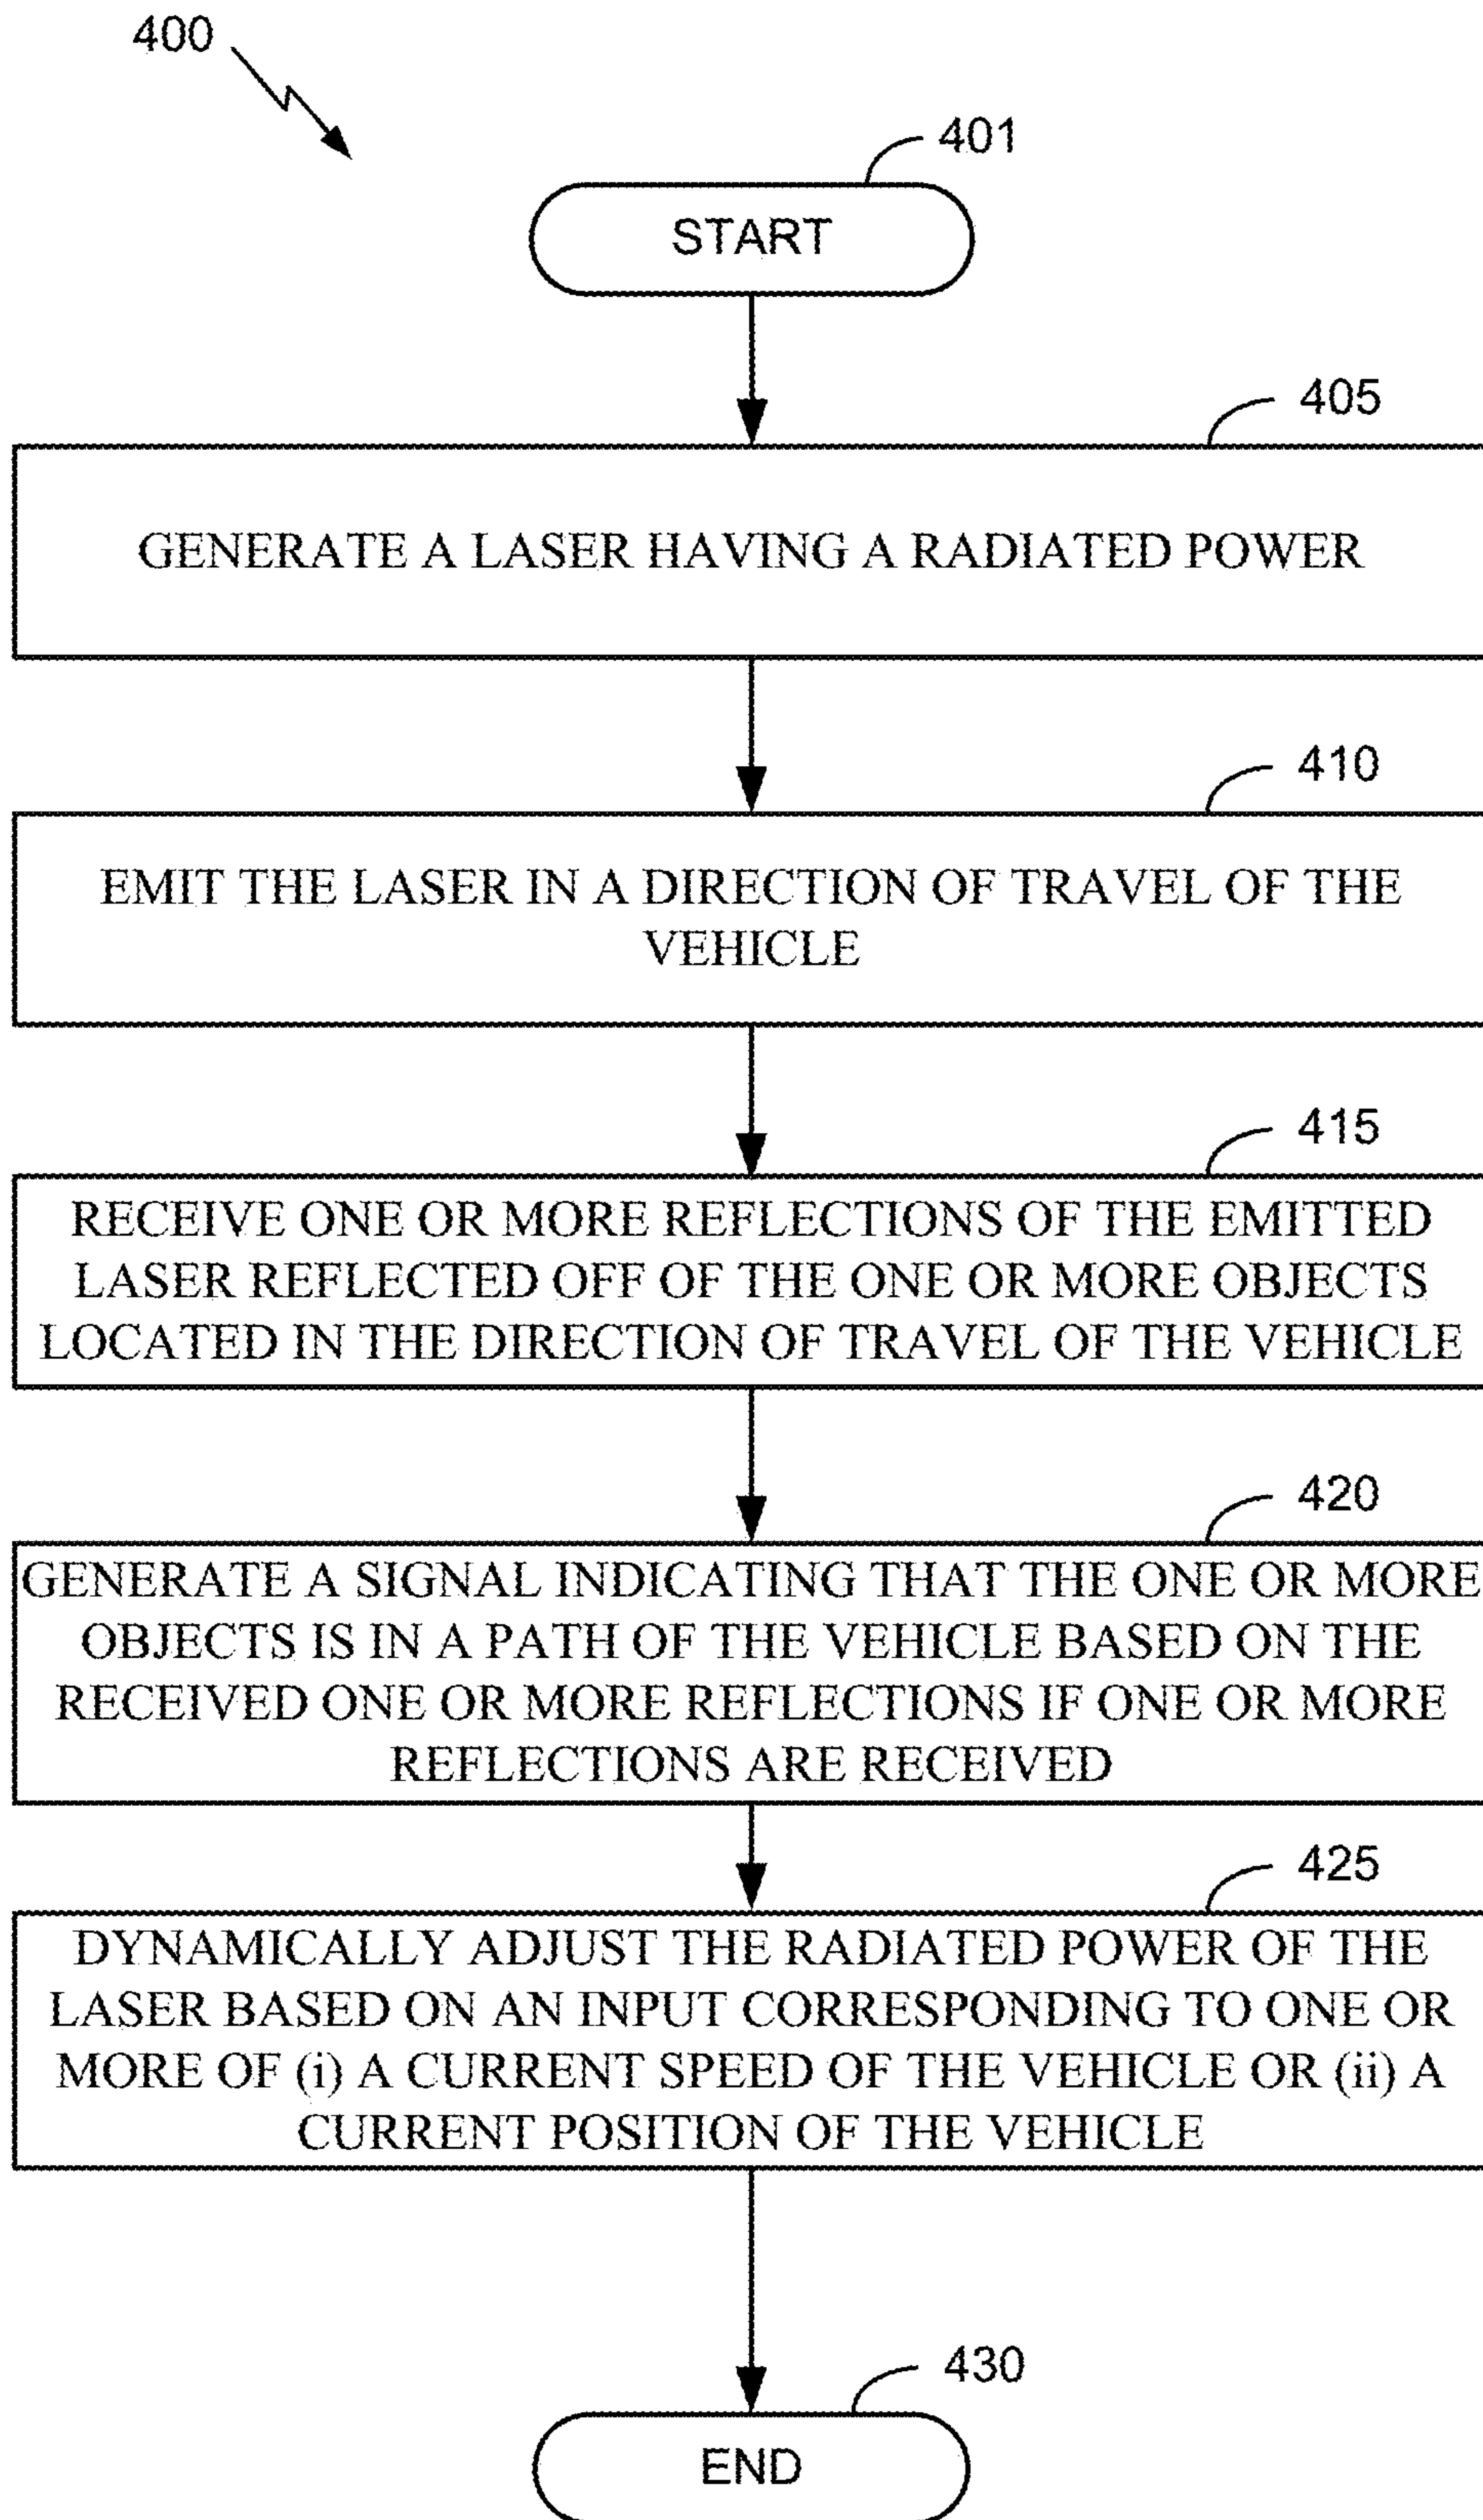 400
401
START
405
GENERATE A LASER HAVING A RADIATED POWER
410
EMIT THE LASER IN A DIRECTION OF TRAVEL OF THE
VEHICLE
415
RECEIVE ONE OR MORE REFLECTIONS OF THE EMITTED
LASER REFLECTED OFF OF THE ONE OR MORE OBJECTS
LOCATED IN THE DIRECTION OF TRAVEL OF THE VEHICLE
420
GENERATE A SIGNAL INDICATING THAT THE ONE OR MORE
OBJECTS IS IN A PATH OF THE VEHICLE BASED ON THE
RECEIVED ONE OR MORE REFLECTIONS IF ONE OR MORE
REFLECTIONS ARE RECEIVED
425
DYNAMICALLY ADJUST THE RADIATED POWER OF THE
LASER BASED ON AN INPUT CORRESPONDING TO ONE OR
MORE OF (i) A CURRENT SPEED OF THE VEHICLE OR (ii) A
CURRENT POSITION OF THE VEHICLE
430
END